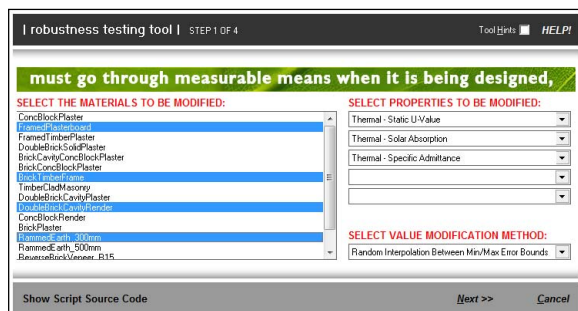 | robustness testing tool | STEP 1 OF 4
Tool Hints HELP!
must go through measurable means when it is being designed,
SELECT THE MATERIALS TO BE MODIFIED:
ConcBlockPlaster
FramedPlasterboard
FramedTimberPlaster
DoubleBrickSolidPlaster
BrickCavityConcBlockPlaster
BrickConcBlockPlaster
BrickTimberFrame
TimberCladMasonry
DoubleBrickCavityPlaster
DoubleBrickCavityRender
ConcBlockRender
BrickPlaster
RammedEarth_300mm
RammedEarth_500mm
ReverseBrickVeneer_R15
SELECT PROPERTIES TO BE MODIFIED:
Thermal - Static U-Value
Thermal - Solar Absorption
Thermal - Specific Admittance
SELECT VALUE MODIFICATION METHOD:
Random Interpolation Between Min/Max Error Bounds
Show Script Source Code
Next >>
Cancel